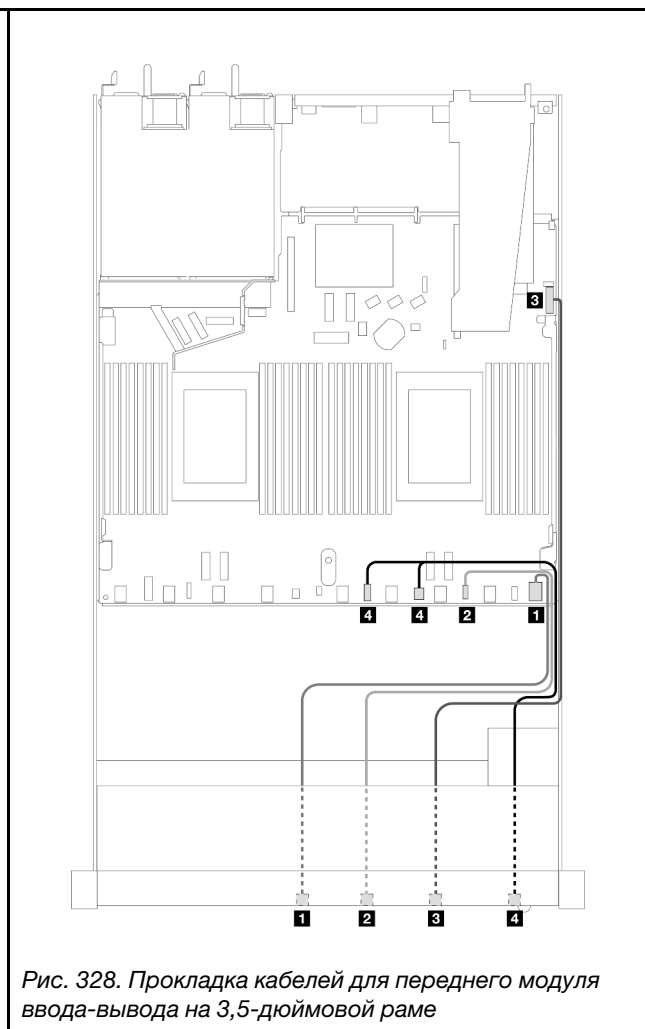 3
4 4 2 1
1 2 3 4
Рис. 328. Прокладка кабелей для переднего модуля
ввода-вывода на 3,5-дюймовой раме